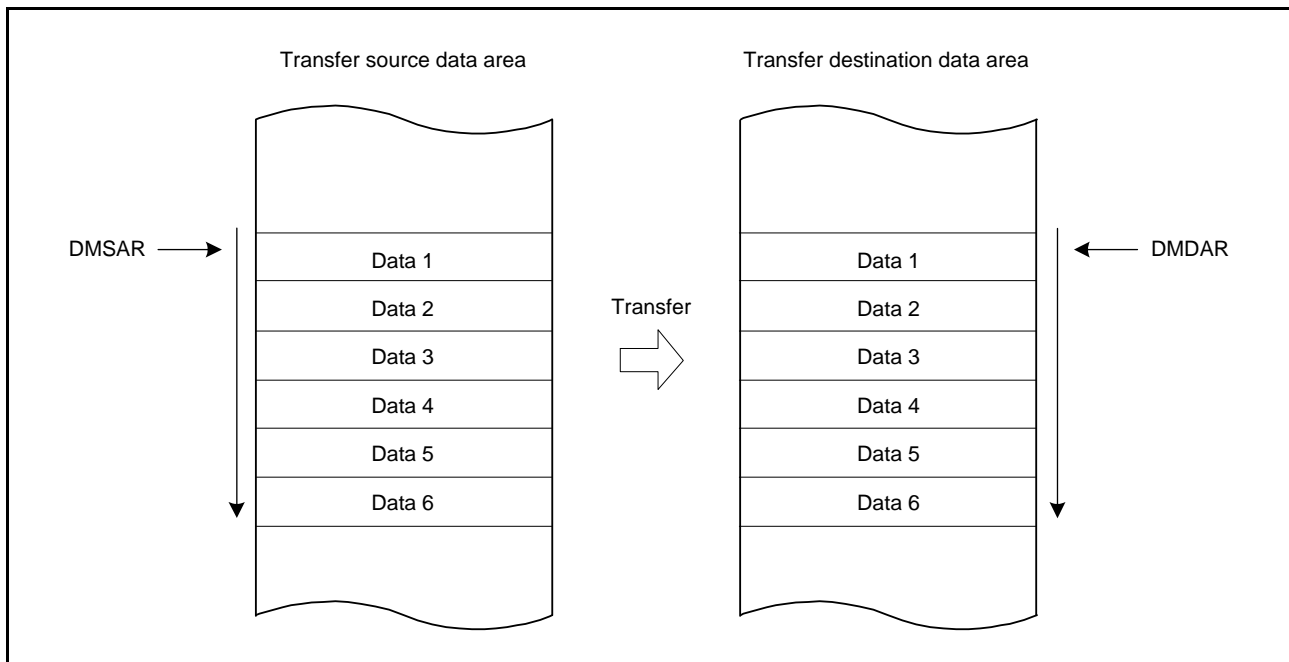 Transfer source data area
Transfer destination data area
DMSAR
Data 1
Data 2
Data 3
Data 4
Data 5
Data 6
Transfer
Data 1
Data 2
Data 3
Data 4
Data 5
Data 6
DMDAR